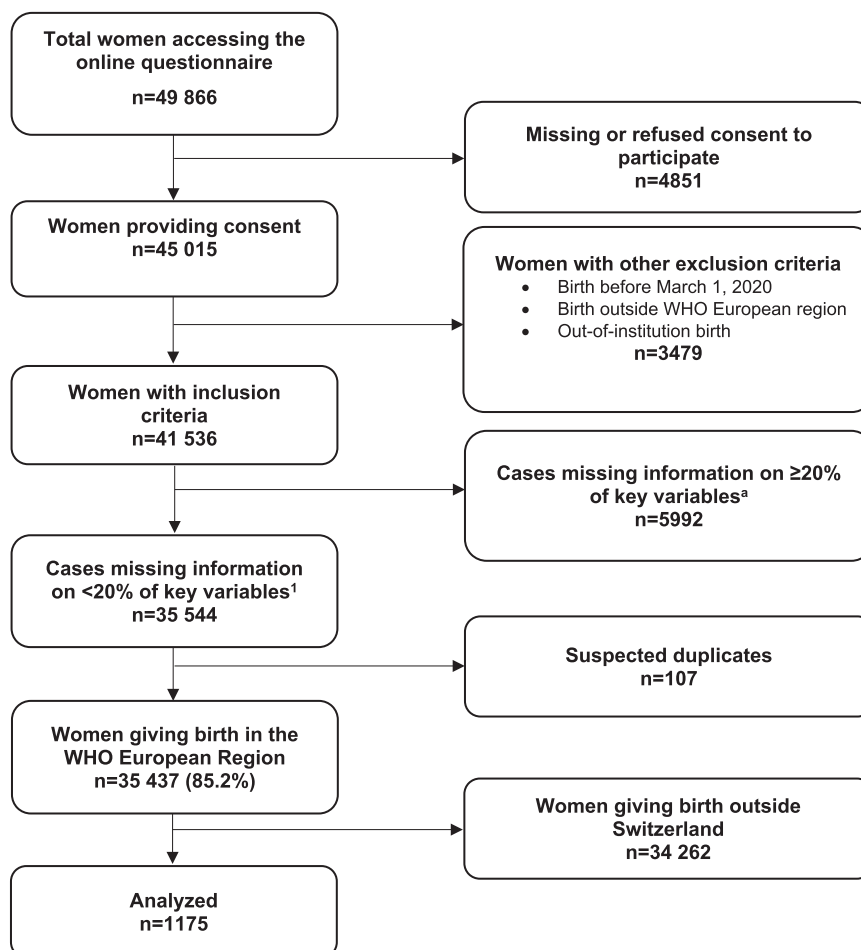 Total women accessing the
online questionnaire
n=49 866
Missing or refused consent to
participate
n=4851
Women providing consent
n=45 015
Women with other exclusion criteria
• Birth before March 1, 2020
• Birth outside WHO European region
• Out-of-institution birth
n=3479
Women with inclusion
criteria
n=41 536
Cases missing information on ≥20%
of key variablesᵃ
n=5992
Cases missing information
on <20% of key variables¹
n=35 544
Suspected duplicates
n=107
Women giving birth in the
WHO European Region
n=35 437 (85.2%)
Women giving birth outside
Switzerland
n=34 262
Analyzed
n=1175